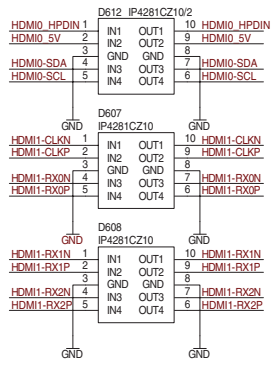 D612 IP4281CZ10/2
HDMI0_HPDIN 1 IN1 OUT1 10 HDMI0_HPDIN
HDMI0_5V 2 IN2 OUT2 9 HDMI0_5V
3 GND GND 8
HDMI0-SDA 4 IN3 OUT3 7 HDMI0-SDA
HDMI0-SCL 5 IN4 OUT4 6 HDMI0-SCL
GND GND
D607
IP4281CZ10
HDMI1-CLKN 1 IN1 OUT1 10 HDMI1-CLKN
HDMI1-CLKP 2 IN2 OUT2 9 HDMI1-CLKP
3 GND GND 8
HDMI1-RX0N 4 IN3 OUT3 7 HDMI1-RX0N
HDMI1-RX0P 5 IN4 OUT4 6 HDMI1-RX0P
GND GND
D608
IP4281CZ10
HDMI1-RX1N 1 IN1 OUT1 10 HDMI1-RX1N
HDMI1-RX1P 2 IN2 OUT2 9 HDMI1-RX1P
3 GND GND 8
HDMI1-RX2N 4 IN3 OUT3 7 HDMI1-RX2N
HDMI1-RX2P 5 IN4 OUT4 6 HDMI1-RX2P
GND GND